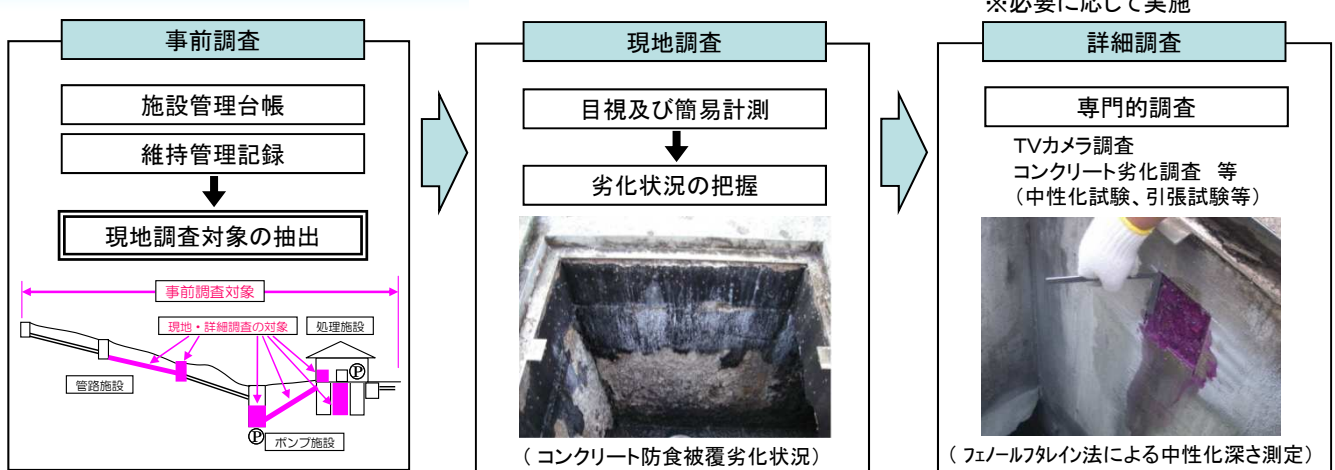 ※必要に応じて実施
事前調査
施設管理台帳
維持管理記録
現地調査対象の抽出
事前調査対象
現地・詳細調査の対象
処理施設
管路施設
Ⓟ
Ⓟ
ポンプ施設
現地調査
目視及び簡易計測
劣化状況の把握
（コンクリート防食被覆劣化状況）
詳細調査
専門的調査
TVカメラ調査
コンクリート劣化調査 等
（中性化試験、引張試験等）
（フェノールフタレイン法による中性化深さ測定）